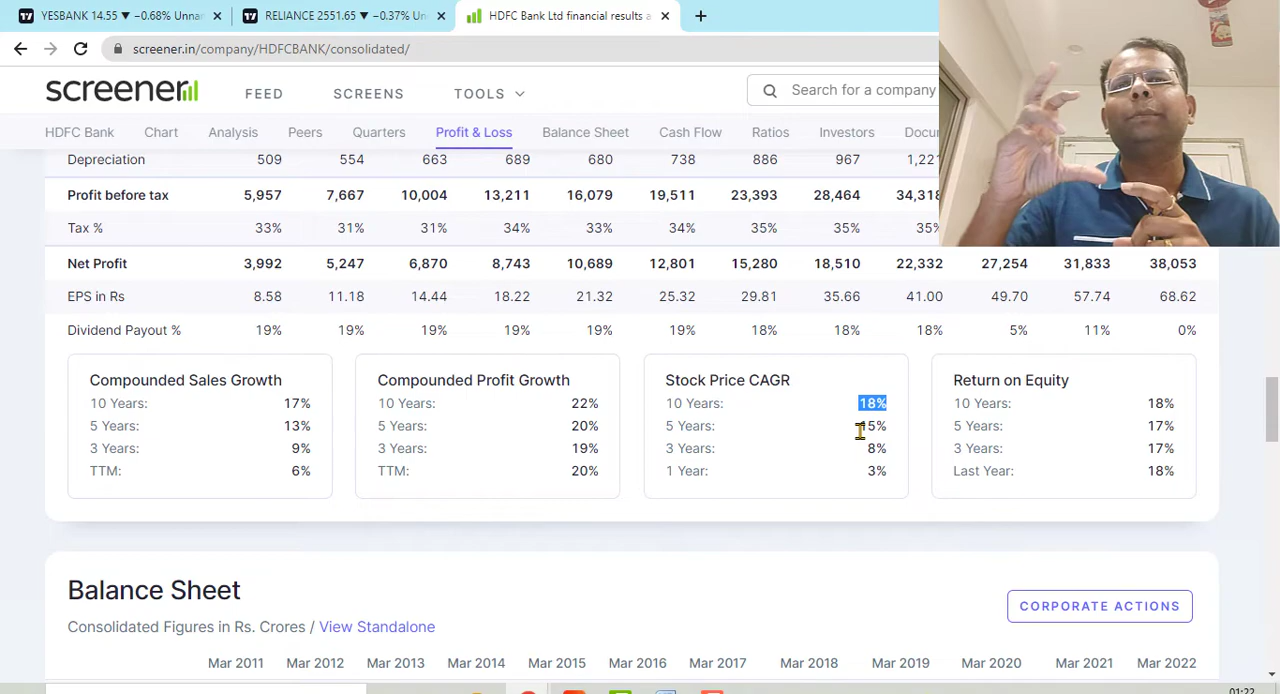 YESBANK 14.55 ▼ −0.68% Unnar
RELIANCE 2551.65 ▼ −0.37% Un
HDFC Bank Ltd financial results a
screener.in/company/HDFCBANK/consolidated/
screener
FEED SCREENS TOOLS
Search for a company
HDFC Bank Chart Analysis Peers Quarters Profit & Loss Balance Sheet Cash Flow Ratios Investors Docu
Depreciation 509 554 663 689 680 738 886 967 1,221
Profit before tax 5,957 7,667 10,004 13,211 16,079 19,511 23,393 28,464 34,318
Tax % 33% 31% 31% 34% 33% 34% 35% 35% 35%
Net Profit 3,992 5,247 6,870 8,743 10,689 12,801 15,280 18,510 22,332 27,254 31,833 38,053
EPS in Rs 8.58 11.18 14.44 18.22 21.32 25.32 29.81 35.66 41.00 49.70 57.74 68.62
Dividend Payout % 19% 19% 19% 19% 19% 19% 18% 18% 18% 5% 11% 0%
Compounded Sales Growth
10 Years: 17%
5 Years: 13%
3 Years: 9%
TTM: 6%
Compounded Profit Growth
10 Years: 22%
5 Years: 20%
3 Years: 19%
TTM: 20%
Stock Price CAGR
10 Years: 18%
5 Years: 15%
3 Years: 8%
1 Year: 3%
Return on Equity
10 Years: 18%
5 Years: 17%
3 Years: 17%
Last Year: 18%
Balance Sheet
CORPORATE ACTIONS
Consolidated Figures in Rs. Crores / View Standalone
Mar 2011 Mar 2012 Mar 2013 Mar 2014 Mar 2015 Mar 2016 Mar 2017 Mar 2018 Mar 2019 Mar 2020 Mar 2021 Mar 2022
01:22